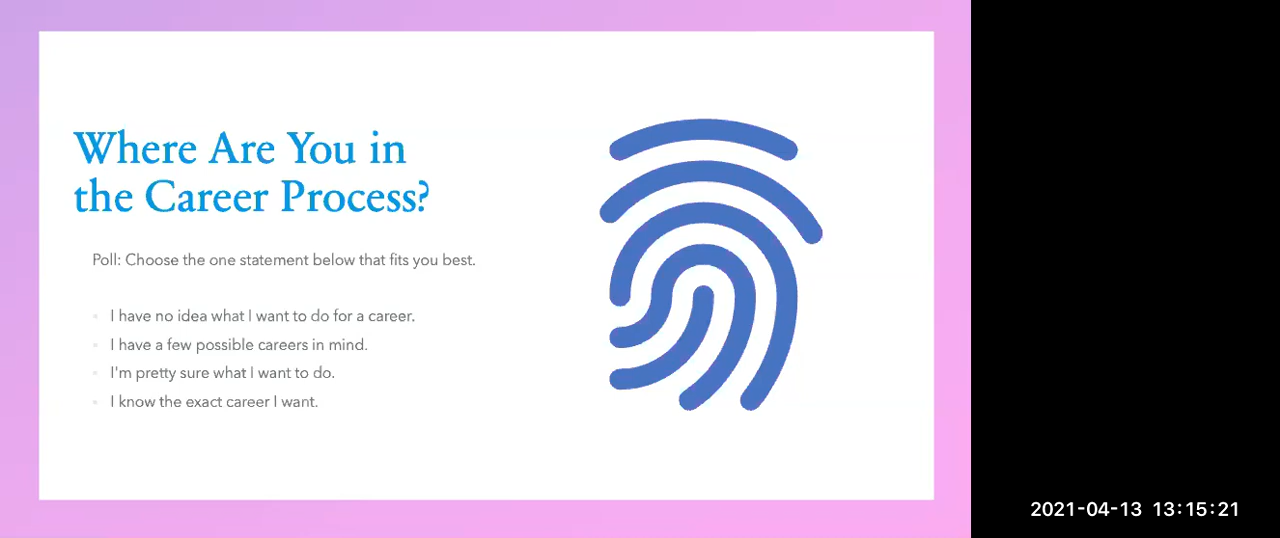 Where Are You in
the Career Process?
Poll: Choose the one statement below that fits you best.
I have no idea what I want to do for a career.
I have a few possible careers in mind.
I'm pretty sure what I want to do.
I know the exact career I want.
2021-04-13 13:15:21